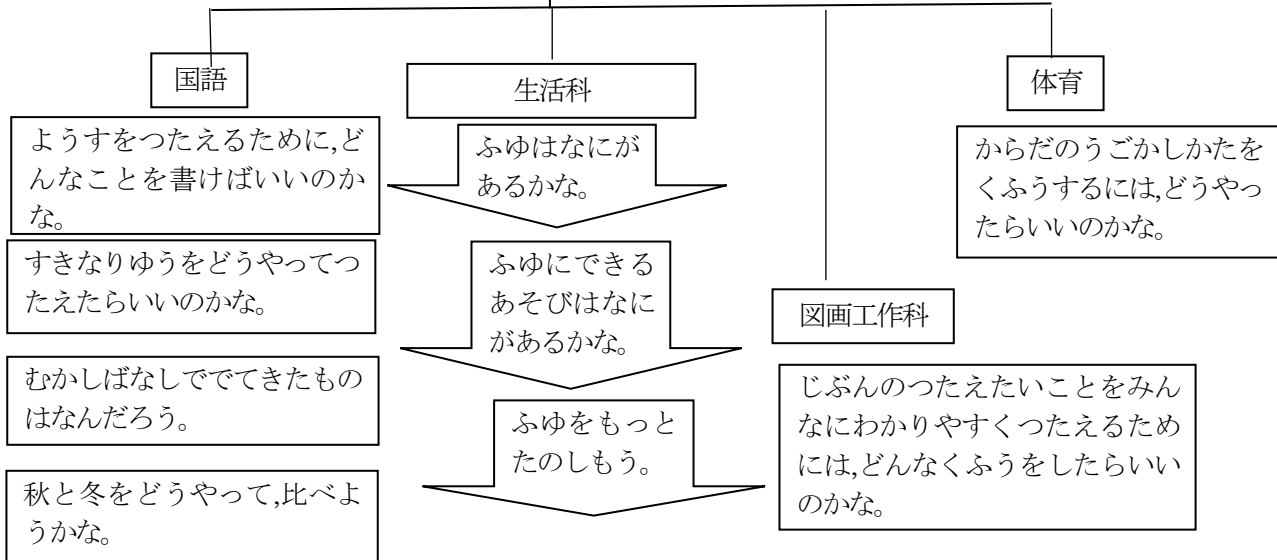 国語
ようすをつたえるために,ど
んなことを書けばいいのか
な。
すきなりゆうをどうやってつ
たえたらいいのかな。
むかしばなしででてきたもの
はなんだろう。
秋と冬をどうやって,比べよ
うかな。
生活科
ふゆはなにが
あるかな。
ふゆにできる
あそびはなに
があるかな。
ふゆをもっと
たのしもう。
図画工作科
じぶんのつたえたいことをみん
なにわかりやすくつたえるため
には,どんなくふうをしたらいい
のかな。
体育
からだのうごかしかたを
くふうするには,どうやっ
たらいいのかな。